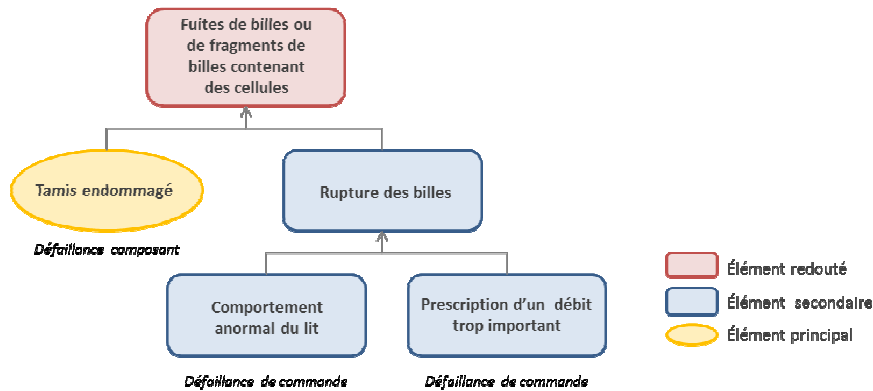 Fuites de billes ou
de fragments de
billes contenant
des cellules
Tamis endommagé
Rupture des billes
Défaillance composant
Comportement
anormal du lit
Prescription d'un débit
trop important
Défaillance de commande
Défaillance de commande
Élément redouté
Élément secondaire
Élément principal